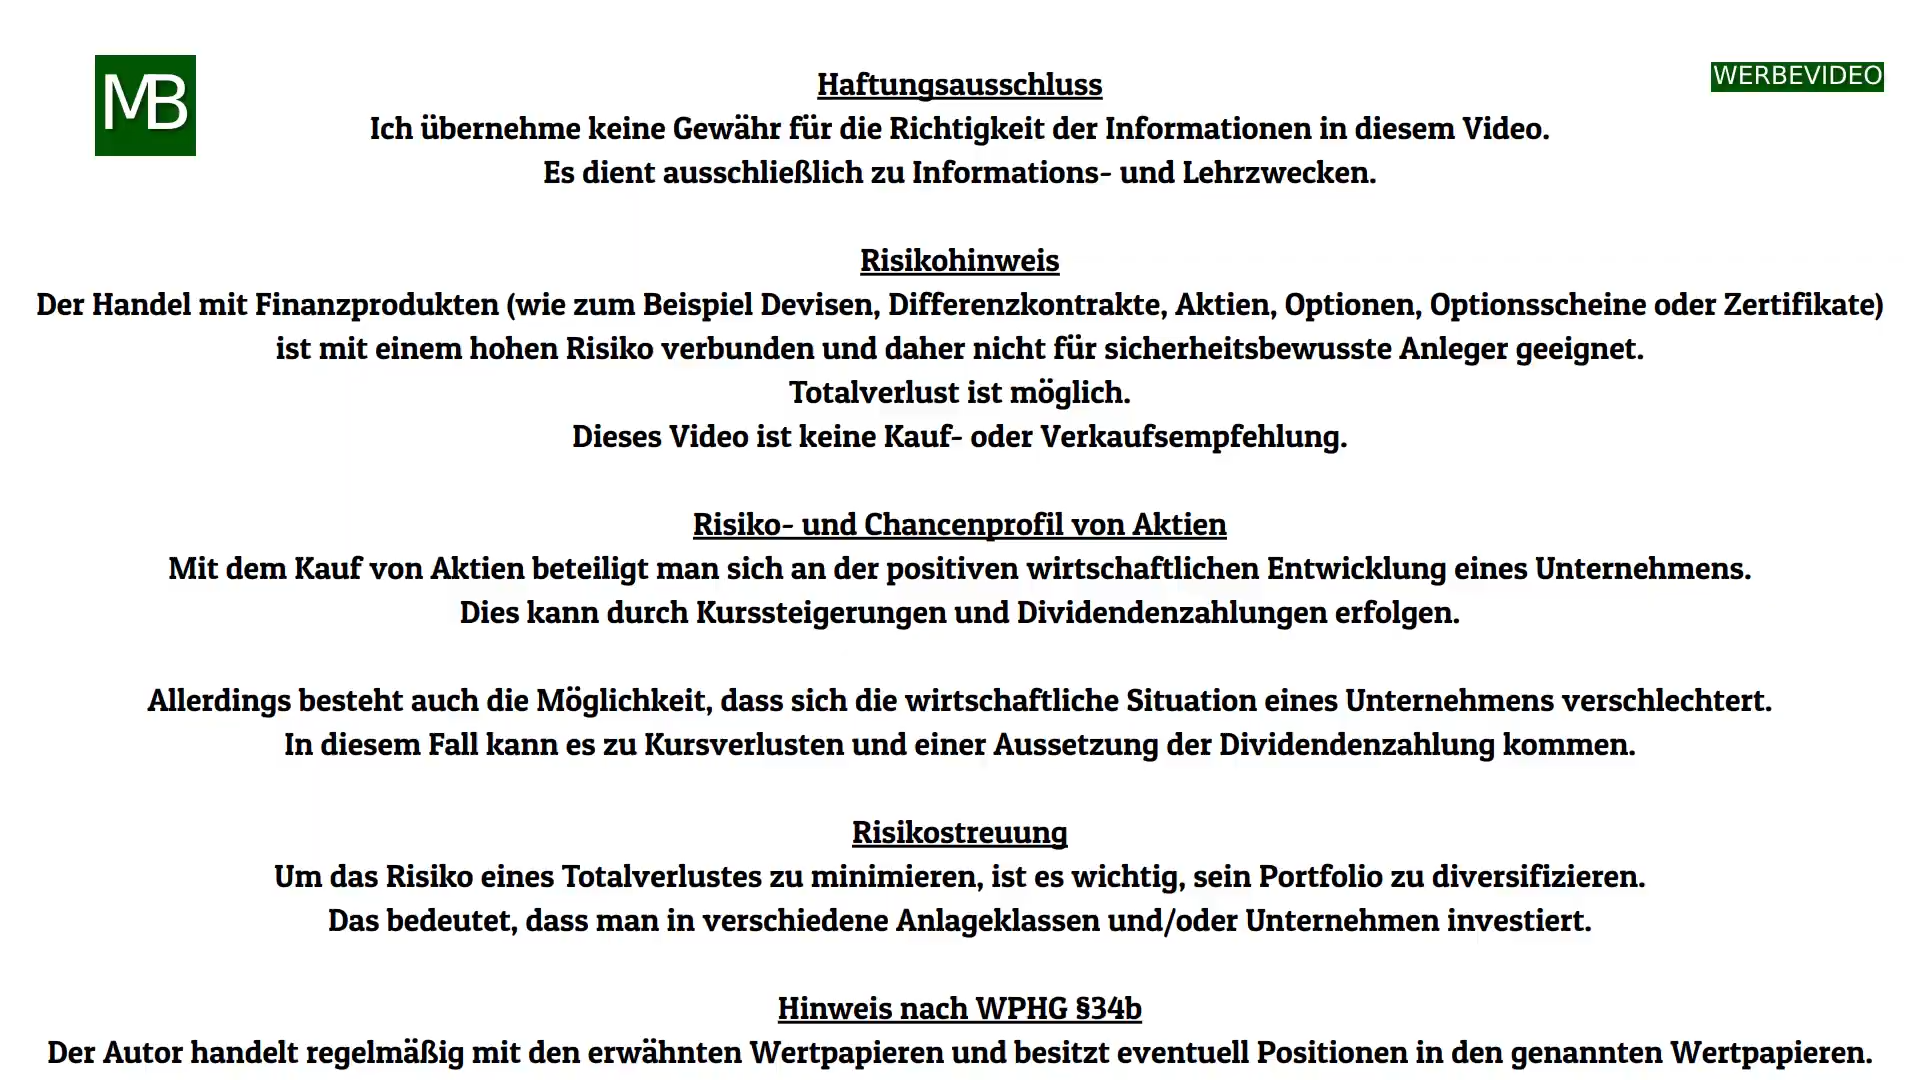 MB
WERBEVIDEO
Haftungsausschluss
Ich übernehme keine Gewähr für die Richtigkeit der Informationen in diesem Video.
Es dient ausschließlich zu Informations- und Lehrzwecken.
Risikohinweis
Der Handel mit Finanzprodukten (wie zum Beispiel Devisen, Differenzkontrakte, Aktien, Optionen, Optionsscheine oder Zertifikate)
ist mit einem hohen Risiko verbunden und daher nicht für sicherheitsbewusste Anleger geeignet.
Totalverlust ist möglich.
Dieses Video ist keine Kauf- oder Verkaufsempfehlung.
Risiko- und Chancenprofil von Aktien
Mit dem Kauf von Aktien beteiligt man sich an der positiven wirtschaftlichen Entwicklung eines Unternehmens.
Dies kann durch Kurssteigerungen und Dividendenzahlungen erfolgen.
Allerdings besteht auch die Möglichkeit, dass sich die wirtschaftliche Situation eines Unternehmens verschlechtert.
In diesem Fall kann es zu Kursverlusten und einer Aussetzung der Dividendenzahlung kommen.
Risikostreuung
Um das Risiko eines Totalverlustes zu minimieren, ist es wichtig, sein Portfolio zu diversifizieren.
Das bedeutet, dass man in verschiedene Anlageklassen und/oder Unternehmen investiert.
Hinweis nach WPHG §34b
Der Autor handelt regelmäßig mit den erwähnten Wertpapieren und besitzt eventuell Positionen in den genannten Wertpapieren.